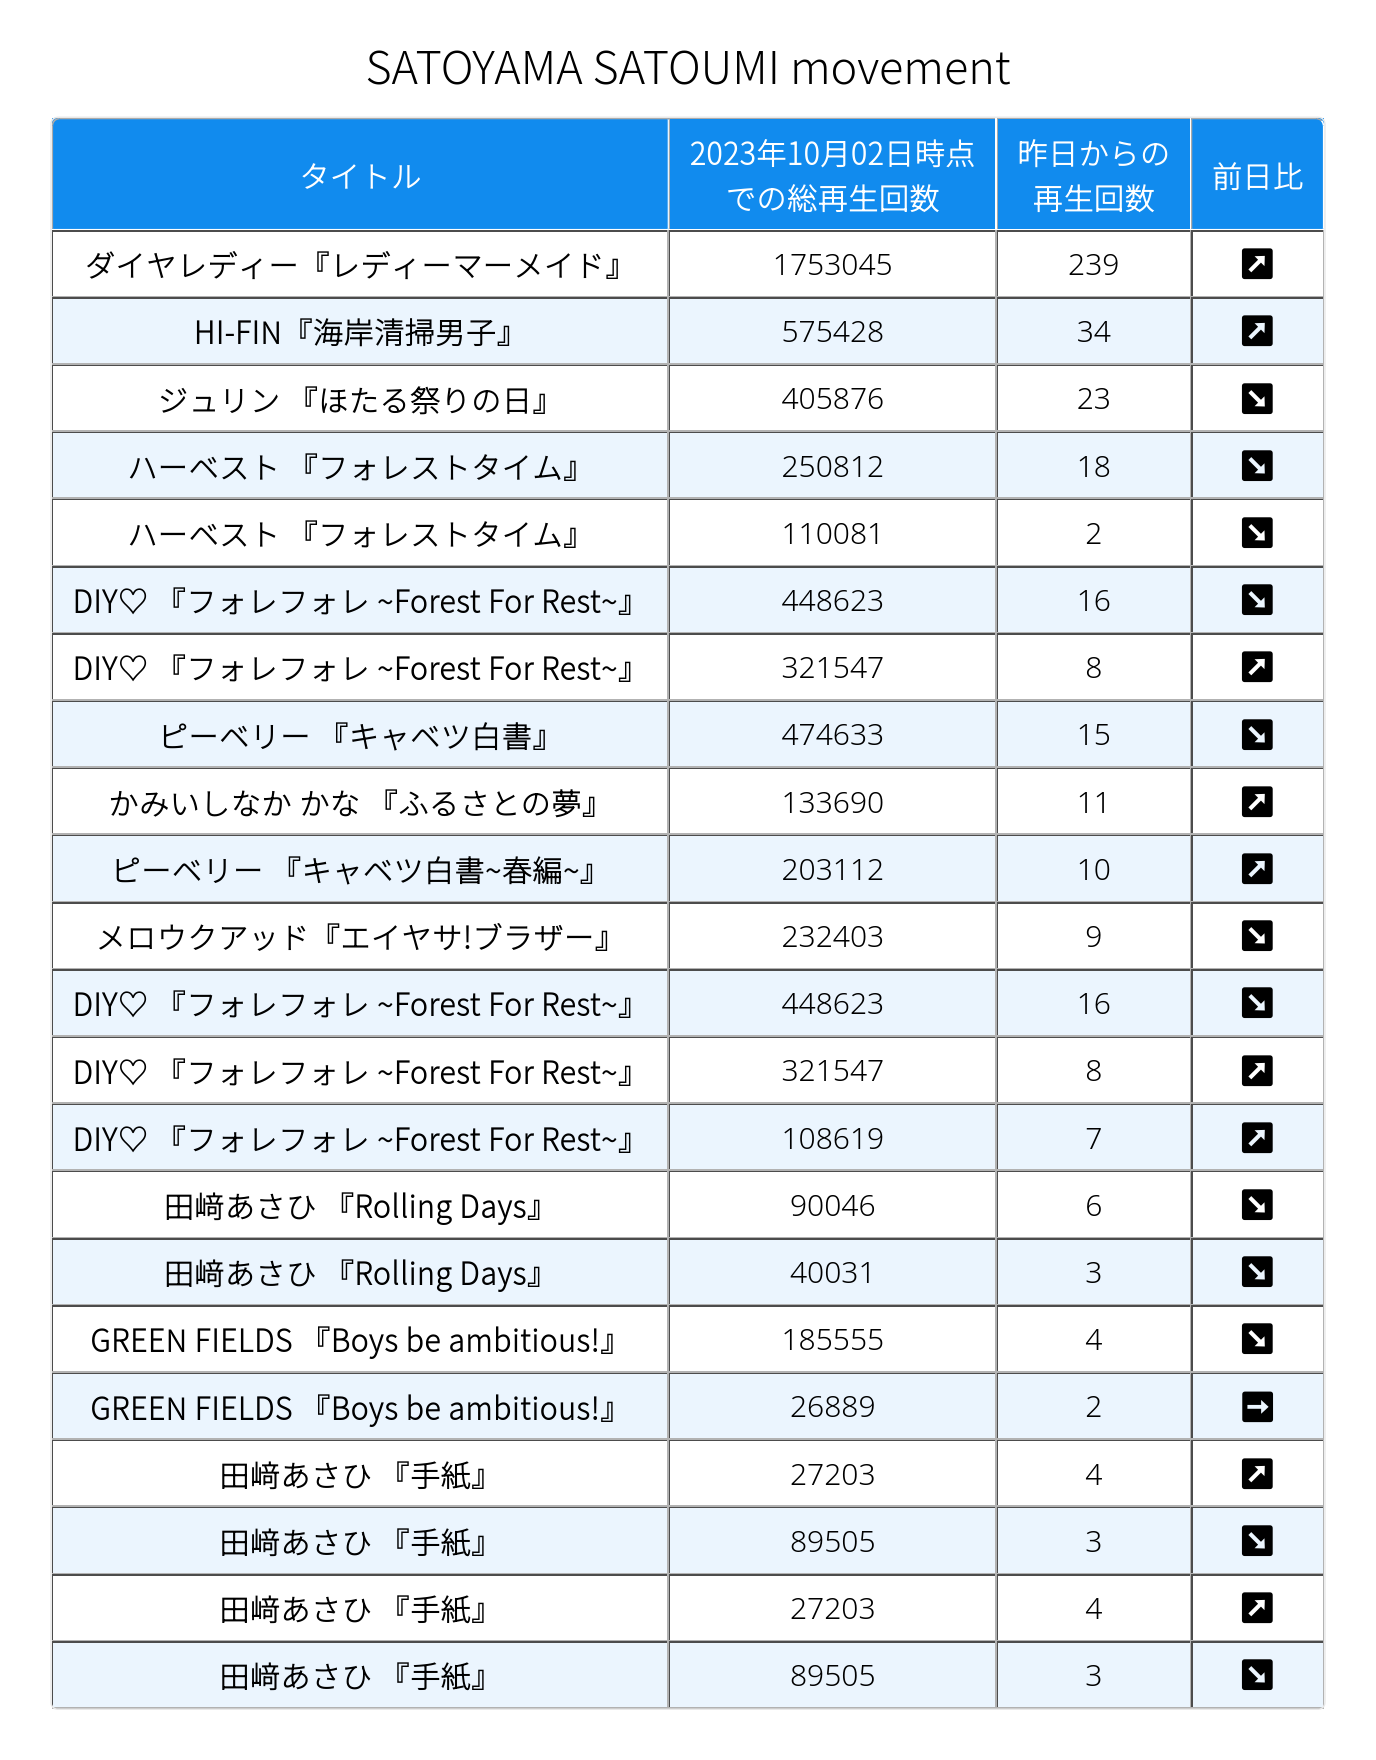 SATOYAMA SATOUMI movement
タイトル 2023年10月02日時点での総再生回数 昨日からの再生回数 前日比
ダイヤレディー『レディーマーメイド』 1753045 239 ↗
HI-FIN『海岸清掃男子』 575428 34 ↗
ジュリン 『ほたる祭りの日』 405876 23 ↘
ハーベスト 『フォレストタイム』 250812 18 ↘
ハーベスト 『フォレストタイム』 110081 2 ↘
DIY♡ 『フォレフォレ ~Forest For Rest~』 448623 16 ↘
DIY♡ 『フォレフォレ ~Forest For Rest~』 321547 8 ↗
ピーベリー 『キャベツ白書』 474633 15 ↘
かみいしなか かな 『ふるさとの夢』 133690 11 ↗
ピーベリー 『キャベツ白書~春編~』 203112 10 ↗
メロウクアッド『エイヤサ!ブラザー』 232403 9 ↘
DIY♡ 『フォレフォレ ~Forest For Rest~』 448623 16 ↘
DIY♡ 『フォレフォレ ~Forest For Rest~』 321547 8 ↗
DIY♡ 『フォレフォレ ~Forest For Rest~』 108619 7 ↗
田﨑あさひ 『Rolling Days』 90046 6 ↘
田﨑あさひ 『Rolling Days』 40031 3 ↘
GREEN FIELDS 『Boys be ambitious!』 185555 4 ↘
GREEN FIELDS 『Boys be ambitious!』 26889 2 →
田﨑あさひ 『手紙』 27203 4 ↗
田﨑あさひ 『手紙』 89505 3 ↘
田﨑あさひ 『手紙』 27203 4 ↗
田﨑あさひ 『手紙』 89505 3 ↘